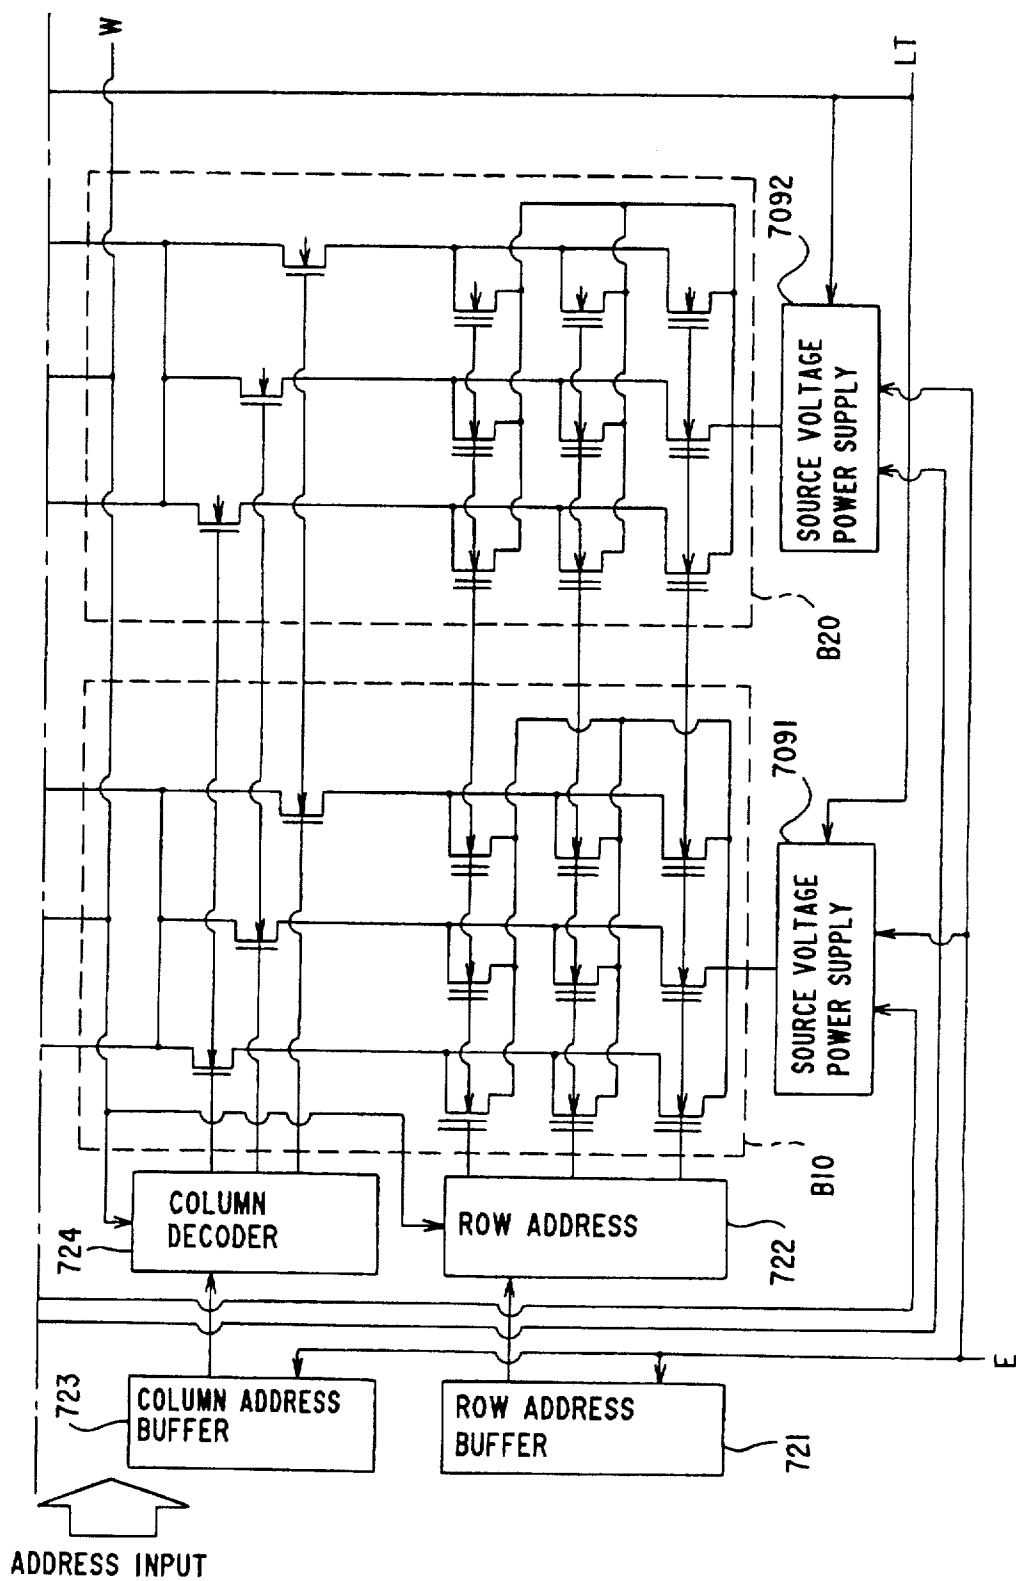 W
LT
7092
SOURCE VOLTAGE
POWER SUPPLY
B20
7091
SOURCE VOLTAGE
POWER SUPPLY
B10
COLUMN
DECODER
724
ROW ADDRESS
722
723
COLUMN ADDRESS
BUFFER
ROW ADDRESS
BUFFER
721
E
ADDRESS INPUT